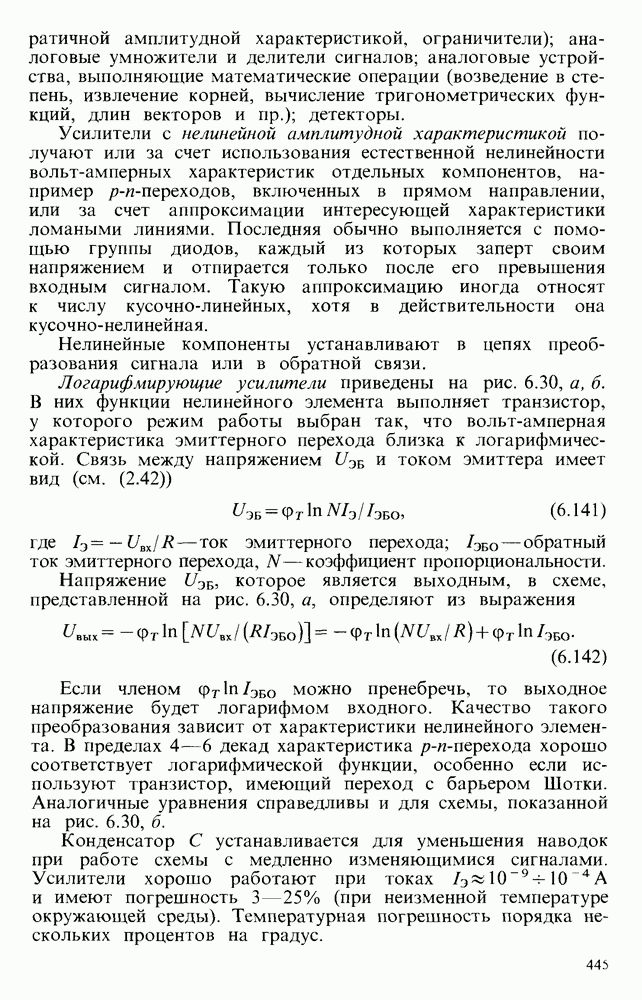 ратичной амплитудной характеристикой, ограничители); ана-
логовые умножители и делители сигналов; аналоговые устрой-
ства, выполняющие математические операции (возведение в сте-
пень, извлечение корней, вычисление тригонометрических фун-
кций, длин векторов и пр.); детекторы.
Усилители с нелинейной амплитудной характеристикой по-
лучают или за счет использования естественной нелинейности
вольт-амперных характеристик отдельных компонентов, на-
пример p-n-переходов, включенных в прямом направлении,
или за счет аппроксимации интересующей характеристики
ломаными линиями. Последняя обычно выполняется с помо-
щью группы диодов, каждый из которых заперт своим
напряжением и отпирается только после его превышения
входным сигналом. Такую аппроксимацию иногда относят
к числу кусочно-линейных, хотя в действительности она
кусочно-нелинейная.
Нелинейные компоненты устанавливают в цепях преоб-
разования сигнала или в обратной связи.
Логарифмирующие усилители приведены на рис. 6.30, а, б.
В них функции нелинейного элемента выполняет транзистор,
у которого режим работы выбран так, что вольт-амперная
характеристика эмиттерного перехода близка к логарифмичес-
кой. Связь между напряжением U_ЭБ и током эмиттера имеет
вид (см. (2.42))
U_ЭБ = φ_T ln NI_Э / I_ЭБО, (6.141)
где I_Э = − U_вх / R — ток эмиттерного перехода; I_ЭБО — обратный
ток эмиттерного перехода, N — коэффициент пропорциональности.
Напряжение U_ЭБ, которое является выходным, в схеме,
представленной на рис. 6.30, а, определяют из выражения
U_вых = − φ_T ln [NU_вх / (RI_ЭБО)] = − φ_T ln (NU_вх / R) + φ_T ln I_ЭБО.
(6.142)
Если членом φ_T ln I_ЭБО можно пренебречь, то выходное
напряжение будет логарифмом входного. Качество такого
преобразования зависит от характеристики нелинейного элемен-
та. В пределах 4—6 декад характеристика p-n-перехода хорошо
соответствует логарифмической функции, особенно если ис-
пользуют транзистор, имеющий переход с барьером Шотки.
Аналогичные уравнения справедливы и для схемы, показанной
на рис. 6.30, б.
Конденсатор C устанавливается для уменьшения наводок
при работе схемы с медленно изменяющимися сигналами.
Усилители хорошо работают при токах I_Э ≈ 10⁻⁹ ÷ 10⁻⁴ А
и имеют погрешность 3—25% (при неизменной температуре
окружающей среды). Температурная погрешность порядка не-
скольких процентов на градус.
445